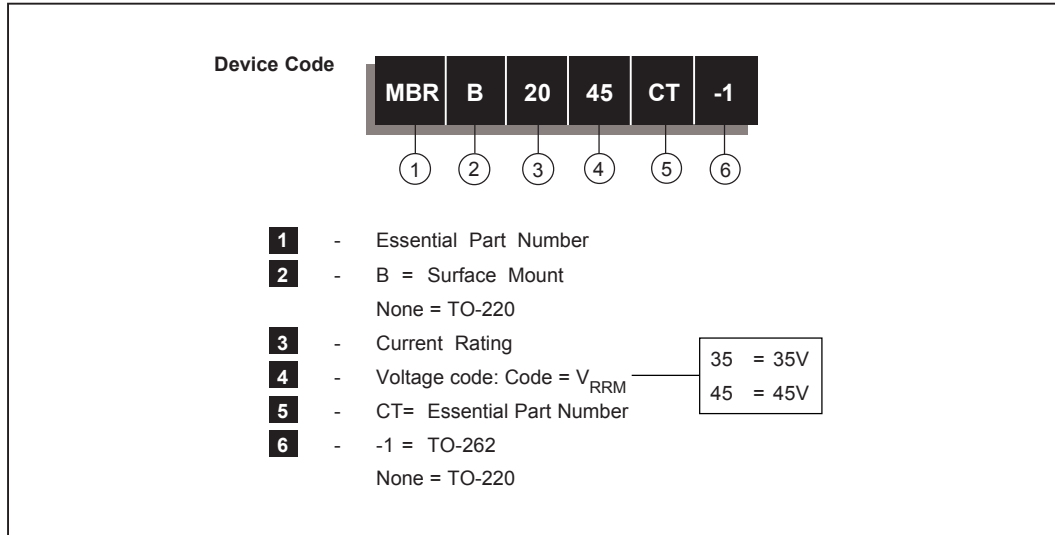 Device Code
MBR B 20 45 CT -1
1 2 3 4 5 6
1 - Essential Part Number
2 - B = Surface Mount
None = TO-220
3 - Current Rating
4 - Voltage code: Code = VRRM
35 = 35V
45 = 45V
5 - CT= Essential Part Number
6 - -1 = TO-262
None = TO-220